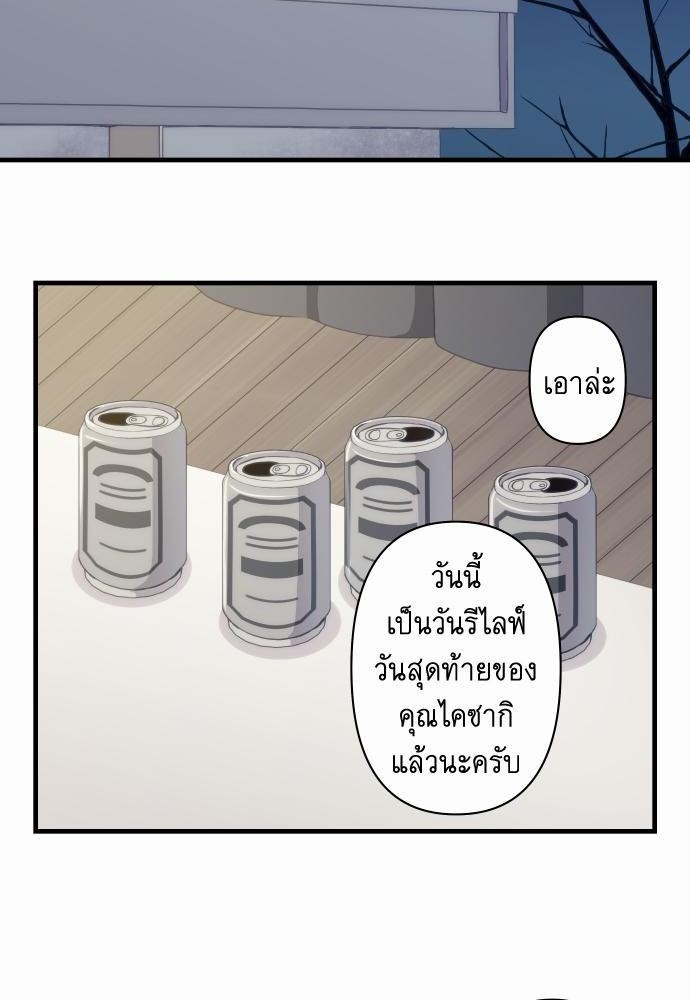 เอาล่ะ
วันนี้
เป็นวันรีไลฟ์
วันสุดท้ายของ
คุณไคซากิ
แล้วนะครับ